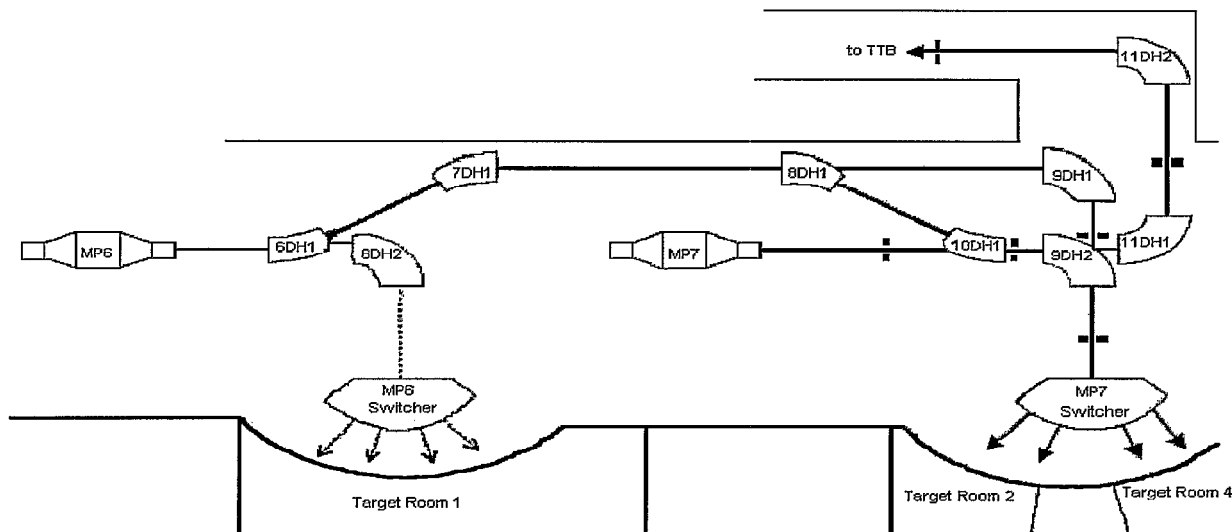 to TTB
11DH2
7DH1
8DH1
9DH1
MP6
6DH1
6DH2
MP7
10DH1
9DH2
11DH1
MP6
Switcher
MP7
Switcher
Target Room 1
Target Room 2
Target Room 4